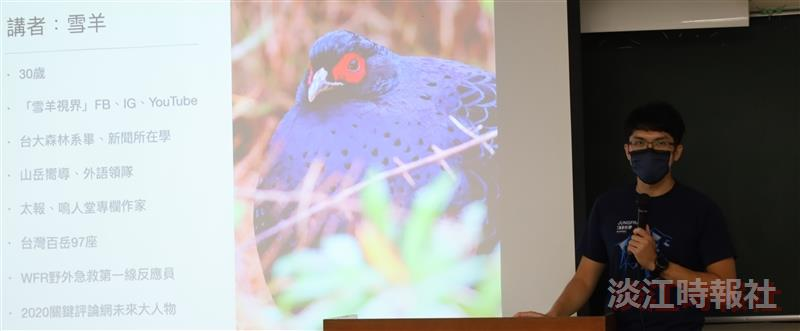 講者：雪羊
· 30歲
· 「雪羊視界」FB、IG、YouTube
· 台大森林系畢、新聞所在學
· 山岳嚮導、外語領隊
· 太報、鳴人堂專欄作家
· 台灣百岳97座
· WFR野外急救第一線反應員
· 2020關鍵評論網未來大人物
JUNGFRAU
淡江時報社